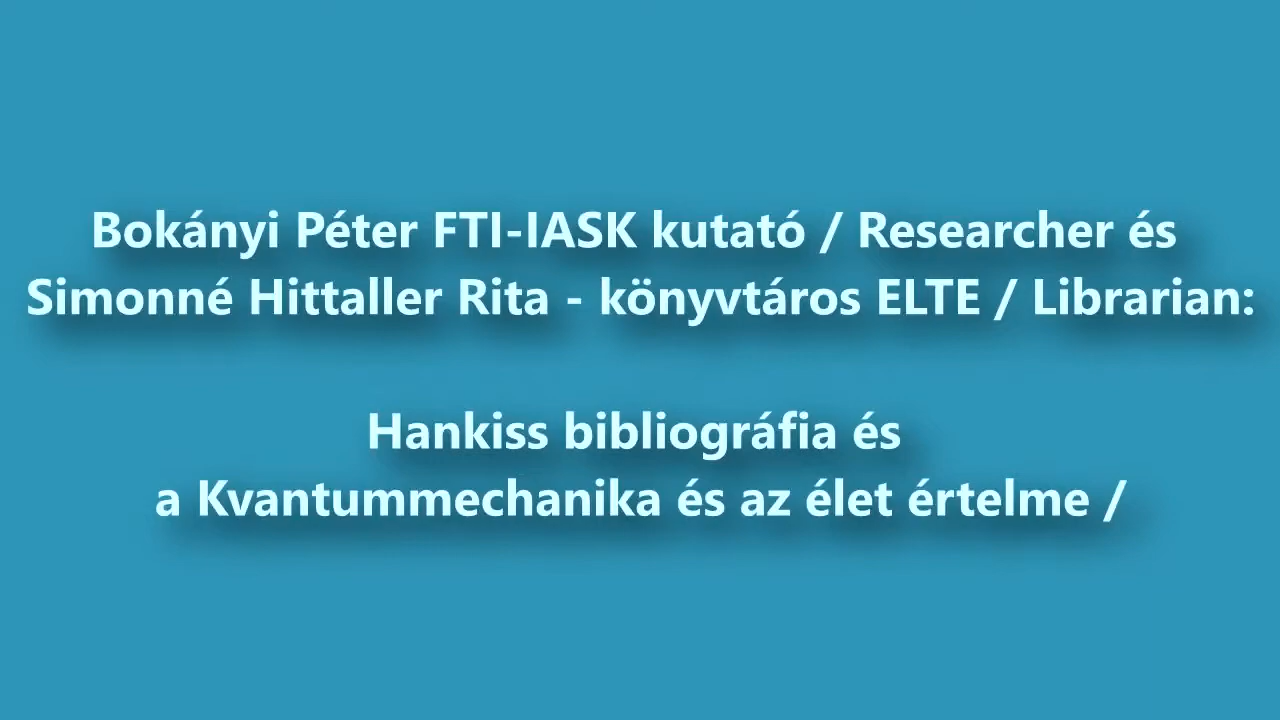 Bokányi Péter FTI-IASK kutató / Researcher és
Simonné Hittaller Rita - könyvtáros ELTE / Librarian:
Hankiss bibliográfia és
a Kvantummechanika és az élet értelme /